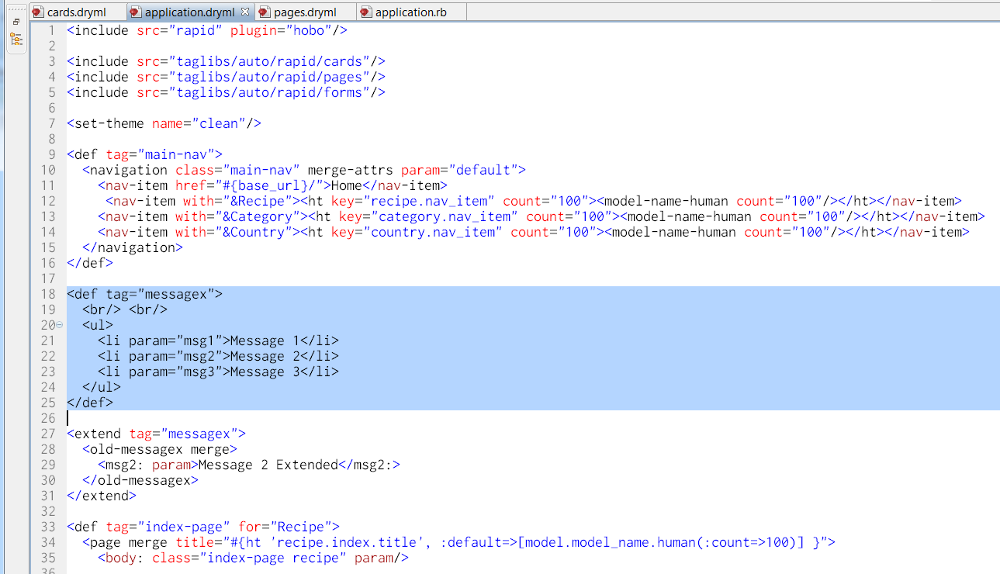 cards.dryml application.dryml pages.dryml application.rb
1 <include src="rapid" plugin="hobo"/>
2
3 <include src="taglibs/auto/rapid/cards"/>
4 <include src="taglibs/auto/rapid/pages"/>
5 <include src="taglibs/auto/rapid/forms"/>
6
7 <set-theme name="clean"/>
8
9 <def tag="main-nav">
10   <navigation class="main-nav" merge-attrs param="default">
11     <nav-item href="#{base_url}/">Home</nav-item>
12      <nav-item with="&Recipe"><ht key="recipe.nav_item" count="100"><model-name-human count="100"/></ht></nav-item>
13     <nav-item with="&Category"><ht key="category.nav_item" count="100"><model-name-human count="100"/></ht></nav-item>
14     <nav-item with="&Country"><ht key="country.nav_item" count="100"><model-name-human count="100"/></ht></nav-item>
15   </navigation>
16 </def>
17
18 <def tag="messagex">
19   <br/> <br/>
20   <ul>
21     <li param="msg1">Message 1</li>
22     <li param="msg2">Message 2</li>
23     <li param="msg3">Message 3</li>
24   </ul>
25 </def>
26
27 <extend tag="messagex">
28   <old-messagex merge>
29     <msg2: param>Message 2 Extended</msg2:>
30   </old-messagex>
31 </extend>
32
33 <def tag="index-page" for="Recipe">
34   <page merge title="#{ht 'recipe.index.title', :default=>[model.model_name.human(:count=>100)] }">
35     <body: class="index-page recipe" param/>
36